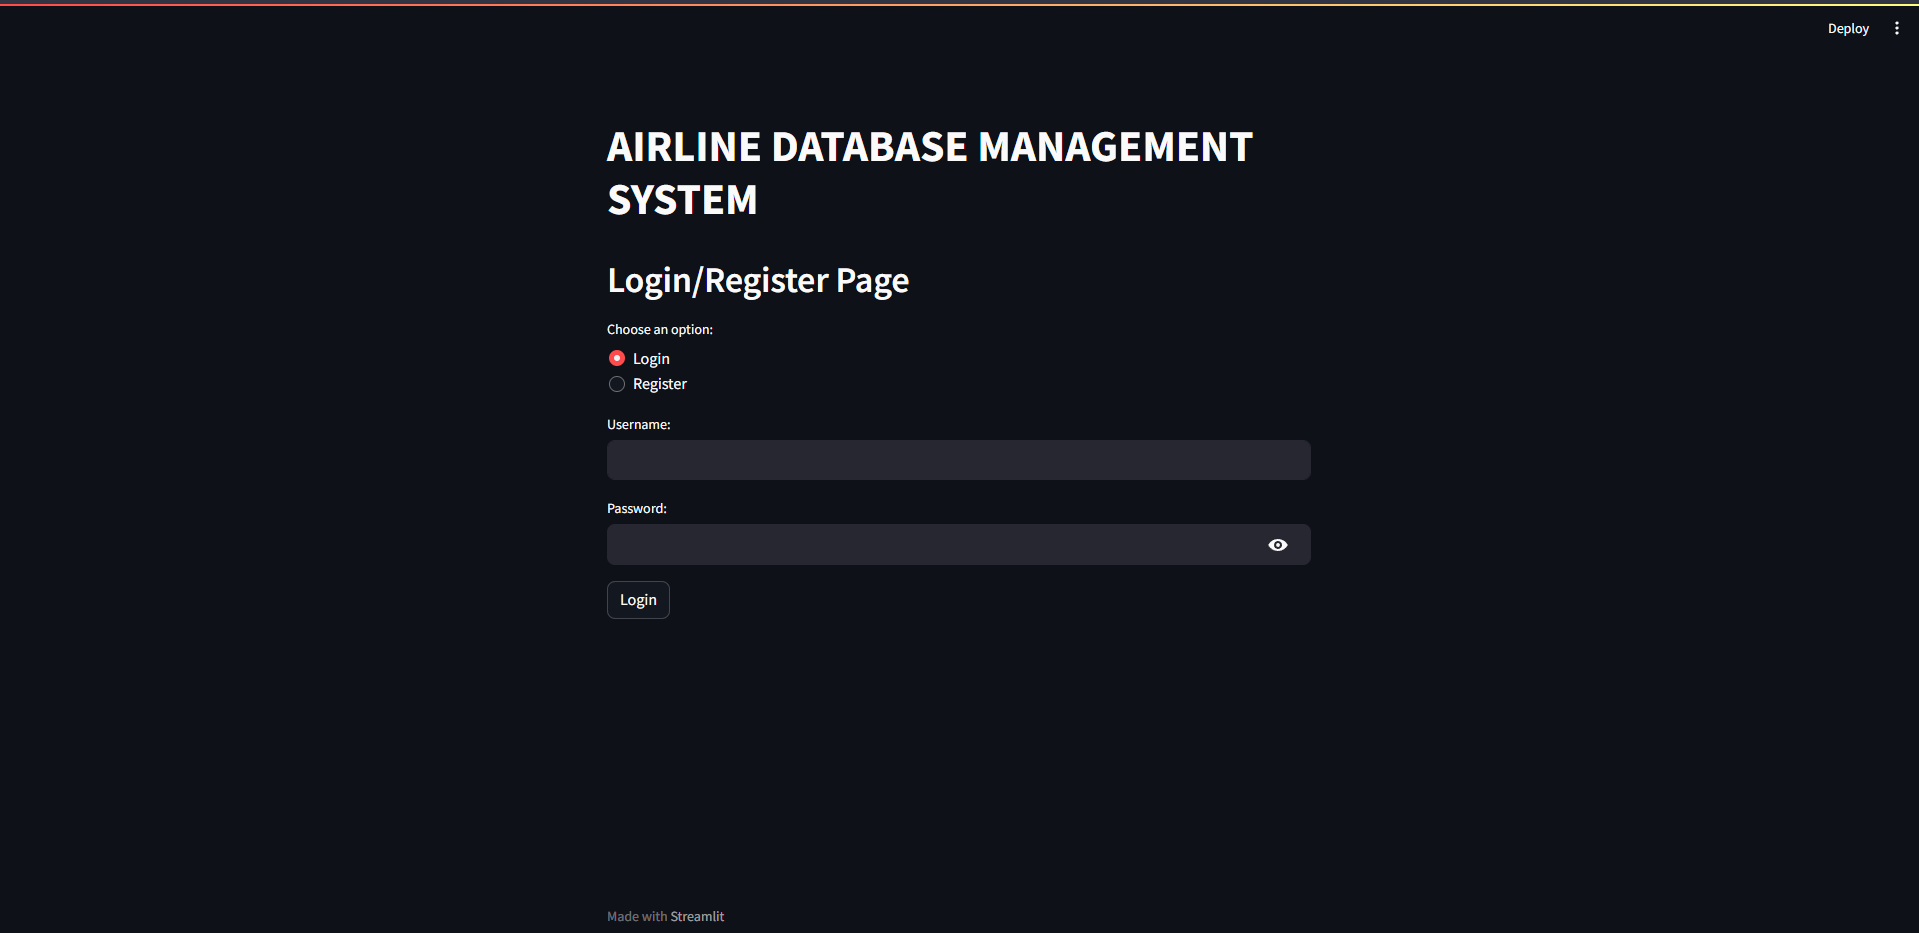 Deploy
AIRLINE DATABASE MANAGEMENT
SYSTEM
Login/Register Page
Choose an option:
Login
Register
Username:
Password:
Login
Made with Streamlit